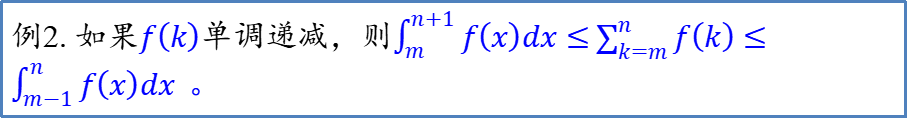 例2. 如果f(k)单调递减，则∫_m^{n+1} f(x)dx ≤ ∑_{k=m}^n f(k) ≤
∫_{m−1}^n f(x)dx 。